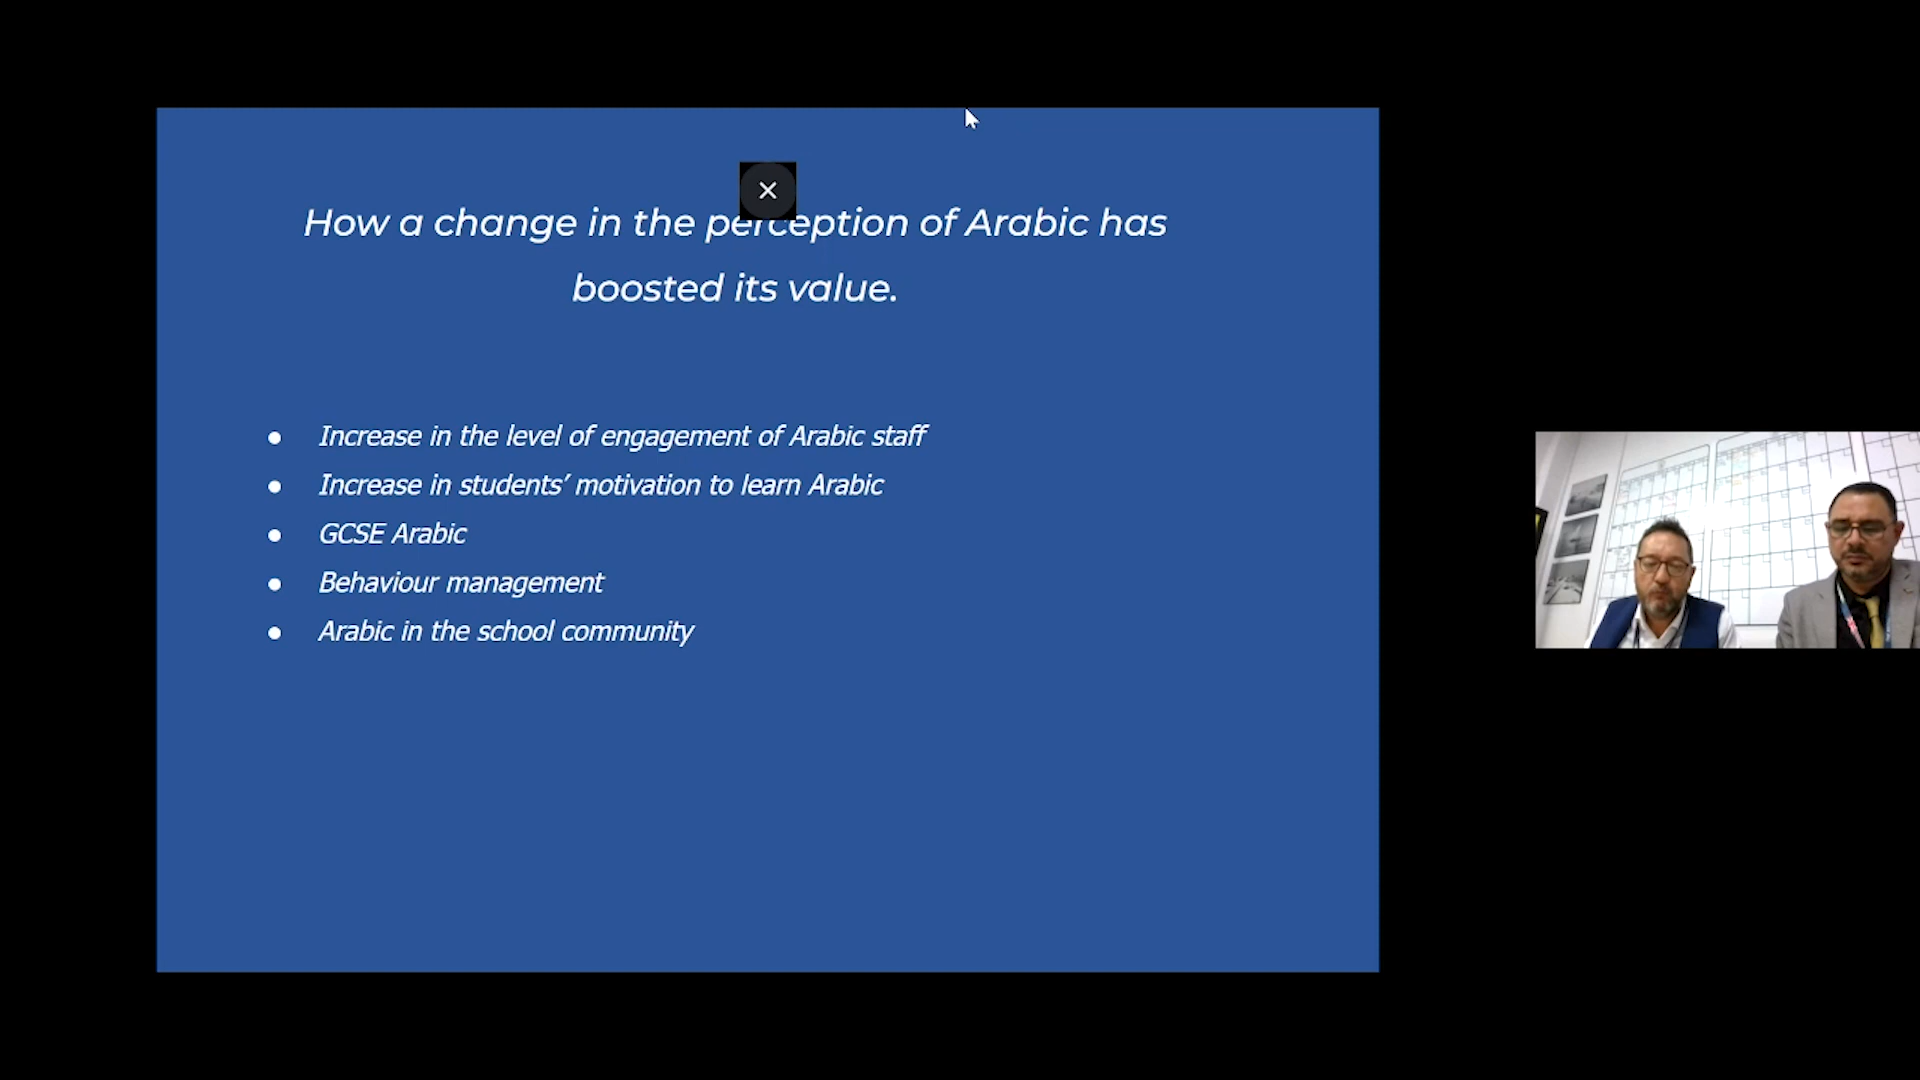 How a change in the perception of Arabic has
boosted its value.
● Increase in the level of engagement of Arabic staff
● Increase in students’ motivation to learn Arabic
● GCSE Arabic
● Behaviour management
● Arabic in the school community